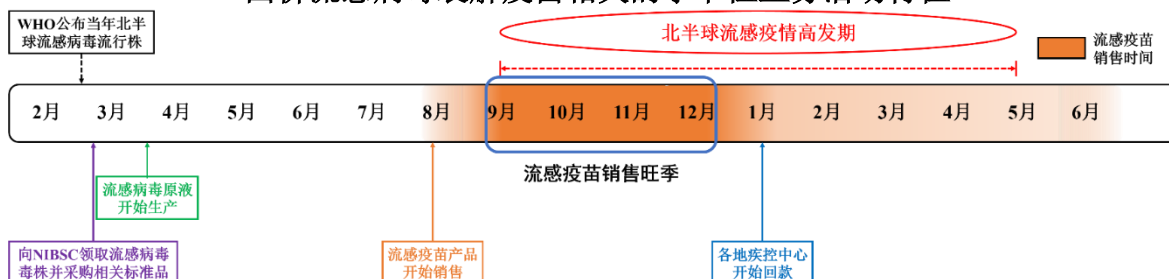 WHO公布当年北半
球流感病毒流行株
北半球流感疫情高发期
流感疫苗
销售时间
2月 3月 4月 5月 6月 7月 8月 9月 10月 11月 12月 1月 2月 3月 4月 5月 6月
流感疫苗销售旺季
流感病毒原液
开始生产
向NIBSC领取流感病毒
毒株并采购相关标准品
流感疫苗产品
开始销售
各地疾控中心
开始回款